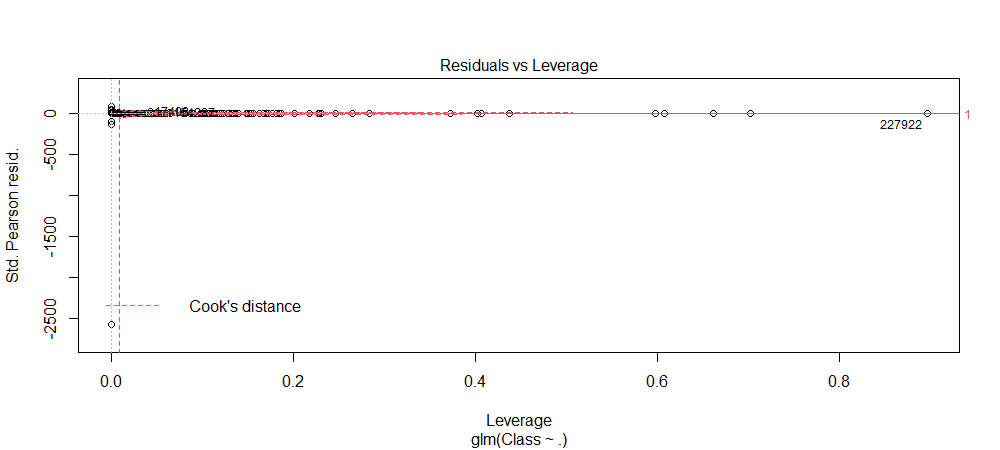 Residuals vs Leverage
0
-500
-1500
-2500
Std. Pearson resid.
1
227922
Cook's distance
0.0
0.2
0.4
0.6
0.8
Leverage
glm(Class ~ .)